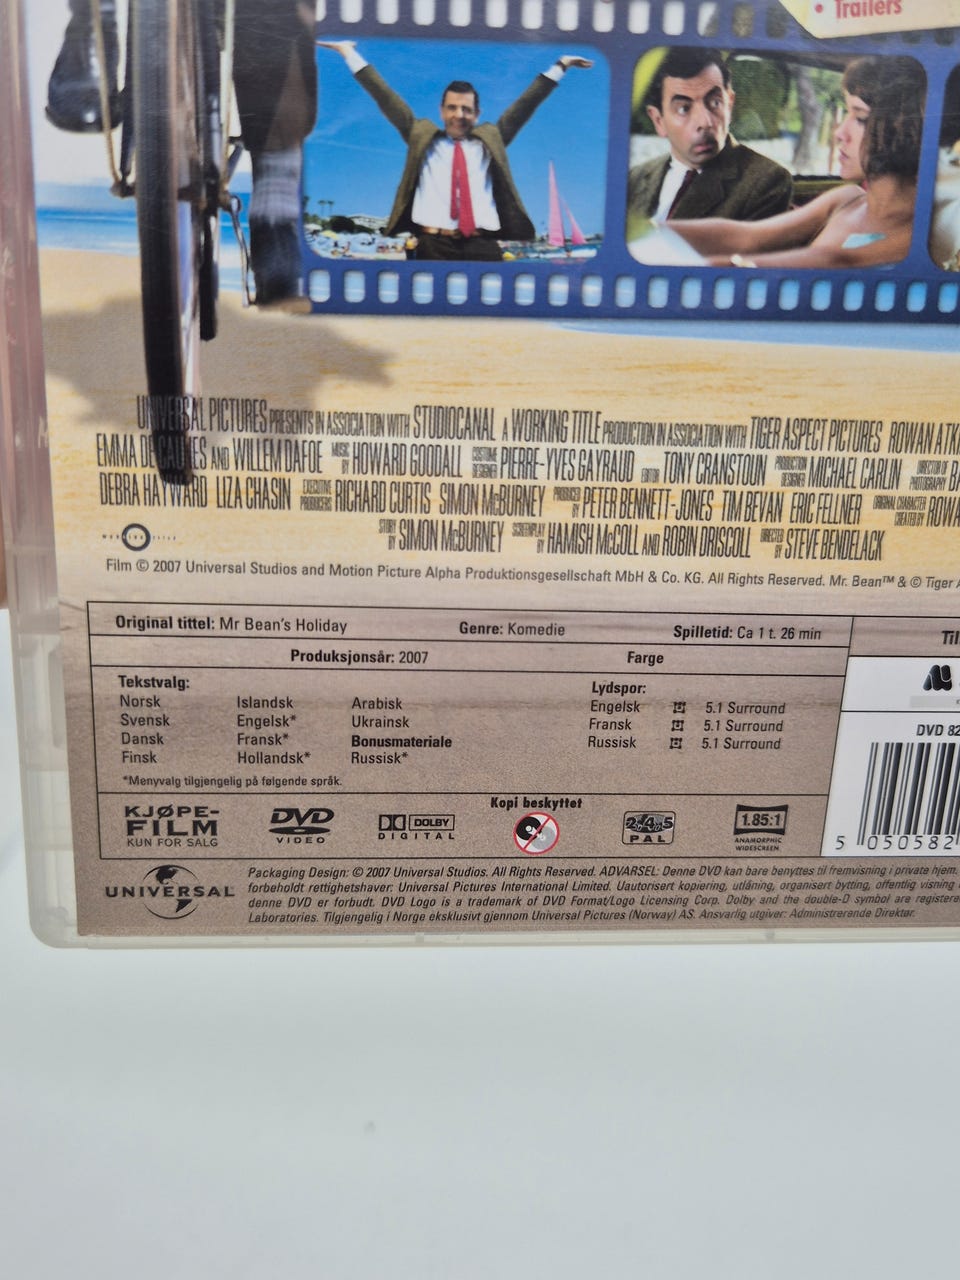 • Trailers
UNIVERSAL PICTURES PRESENTS IN ASSOCIATION WITH STUDIOCANAL A WORKING TITLE PRODUCTION IN ASSOCIATION WITH TIGER ASPECT PICTURES ROWAN ATK
EMMA DE CAUNES AND WILLEM DAFOE MUSIC BY HOWARD GOODALL COSTUME DESIGNER PIERRE-YVES GAYRAUD EDITOR TONY CRANSTOUN PRODUCTION DESIGNER MICHAEL CARLIN DIRECTOR OF PHOTOGRAPHY
DEBRA HAYWARD LIZA CHASIN EXECUTIVE PRODUCERS RICHARD CURTIS SIMON McBURNEY PRODUCED BY PETER BENNETT-JONES TIM BEVAN ERIC FELLNER ORIGINAL CHARACTER CREATED BY ROWA
STORY BY SIMON McBURNEY SCREENPLAY BY HAMISH McCOLL AND ROBIN DRISCOLL DIRECTED BY STEVE BENDELACK
WORKING TITLE
Film © 2007 Universal Studios and Motion Picture Alpha Produktionsgesellschaft MbH & Co. KG. All Rights Reserved. Mr. Bean™ & © Tiger
Original tittel: Mr Bean's Holiday Genre: Komedie Spilletid: Ca 1 t. 26 min Til
Produksjonsår: 2007 Farge
Tekstvalg: Lydspor:
Norsk Islandsk Arabisk Engelsk 5.1 Surround
Svensk Engelsk* Ukrainsk Fransk 5.1 Surround
Dansk Fransk* Bonusmateriale Russisk 5.1 Surround
Finsk Hollandsk* Russisk*
*Menyvalg tilgjengelig på følgende språk.
DVD 82
KJØPE-
FILM
KUN FOR SALG
DVD
VIDEO
DOLBY
DIGITAL
Kopi beskyttet
2.4.5
PAL
1.85:1
ANAMORPHIC
WIDESCREEN
5 050582
UNIVERSAL
Packaging Design: © 2007 Universal Studios. All Rights Reserved. ADVARSEL: Denne DVD kan bare benyttes til fremvisning i private hjem.
forbeholdt rettighetshaver: Universal Pictures International Limited. Uautorisert kopiering, utlåning, organisert bytting, offentlig visning
denne DVD er forbudt. DVD Logo is a trademark of DVD Format/Logo Licensing Corp. Dolby and the double-D symbol are registere
Laboratories. Tilgjengelig i Norge eksklusivt gjennom Universal Pictures (Norway) AS. Ansvarlig utgiver: Administrerende Direktør.